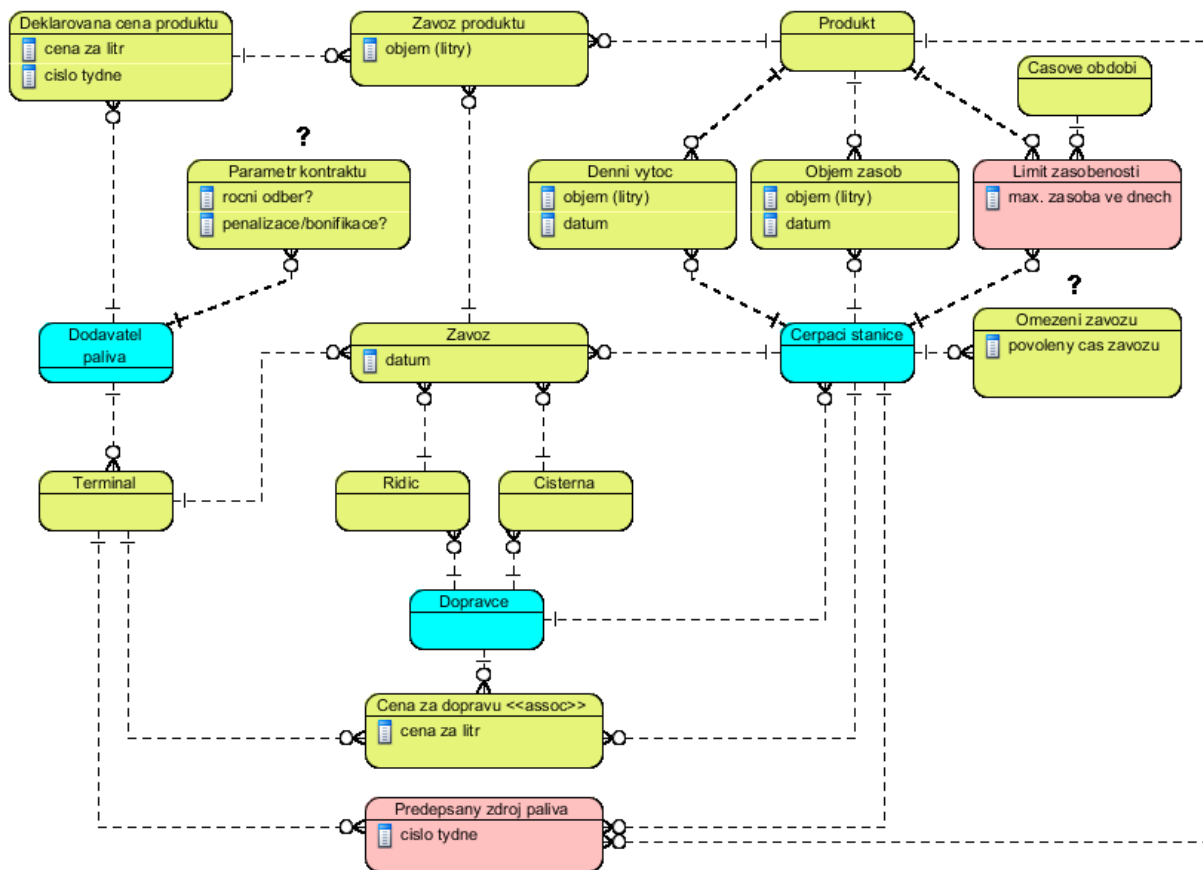 Deklarovana cena produktu
cena za litr
cislo tydne
Zavoz produktu
objem (litry)
Produkt
Casove obdobi
?
Parametr kontraktu
rocni odber?
penalizace/bonifikace?
Denni vytoc
objem (litry)
datum
Objem zasob
objem (litry)
datum
Limit zasobenosti
max. zasoba ve dnech
?
Dodavatel
paliva
Zavoz
datum
Cerpaci stanice
Omezeni zavozu
povoleny cas zavozu
Terminal
Ridic
Cisterna
Dopravce
Cena za dopravu <<assoc>>
cena za litr
Predepsany zdroj paliva
cislo tydne